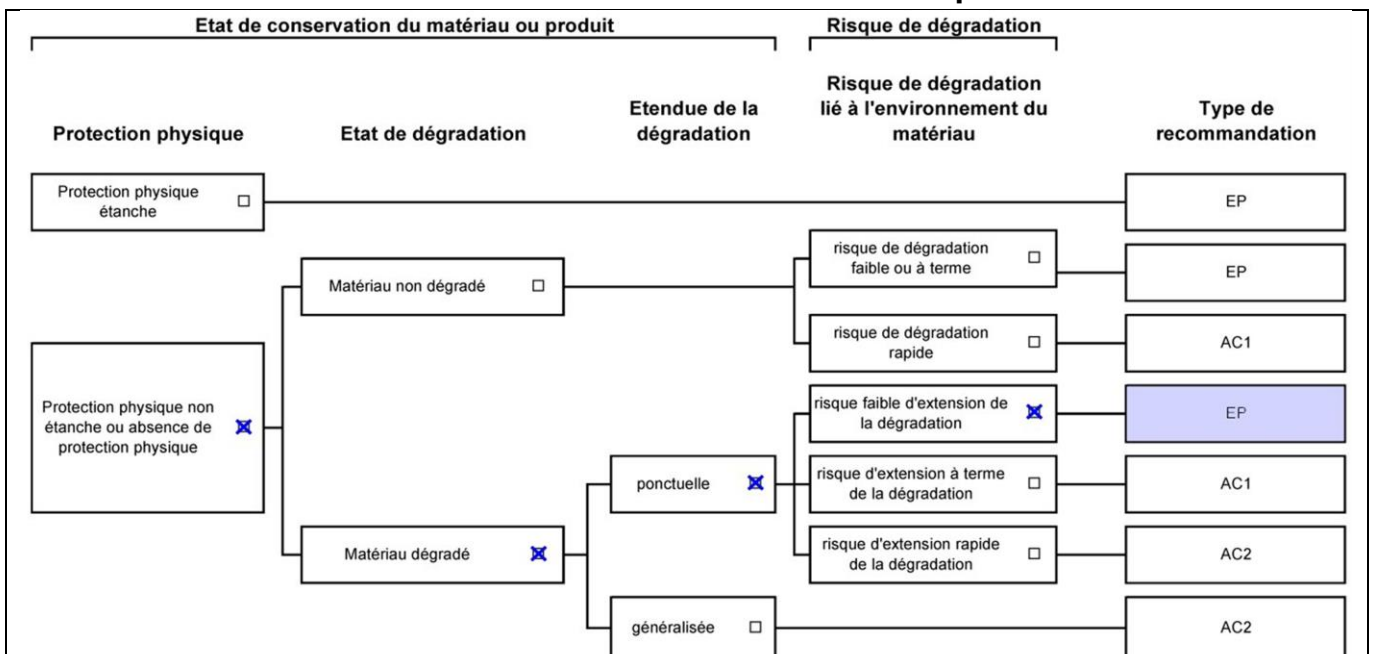 Etat de conservation du matériau ou produit
Risque de dégradation
Protection physique
Etat de dégradation
Etendue de la
dégradation
Risque de dégradation
lié à l'environnement du
matériau
Type de
recommandation
Protection physique
étanche
EP
risque de dégradation
faible ou à terme
EP
Matériau non dégradé
risque de dégradation
rapide
AC1
Protection physique non
étanche ou absence de
protection physique
risque faible d'extension de
la dégradation
EP
ponctuelle
risque d'extension à terme
de la dégradation
AC1
Matériau dégradé
risque d'extension rapide
de la dégradation
AC2
généralisée
AC2